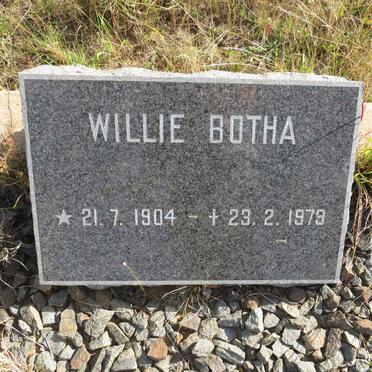 WILLIE BOTHA
★ 21. 7. 1904 – † 23. 2. 1979